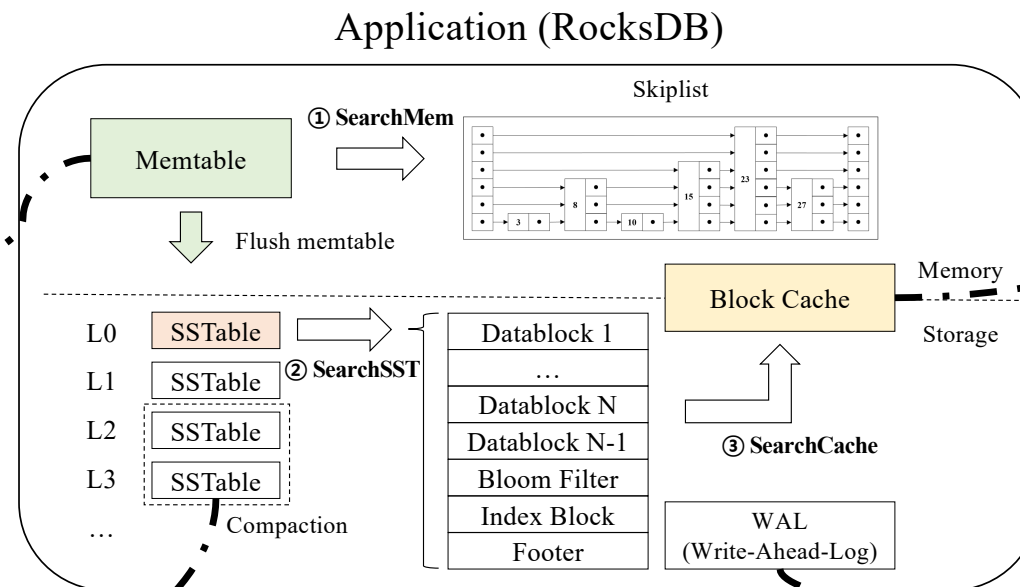 Application (RocksDB)
Skiplist
① SearchMem
Memtable
3
8
10
15
23
27
Flush memtable
Memory
Block Cache
Storage
L0
SSTable
② SearchSST
L1
SSTable
L2
SSTable
L3
SSTable
...
Compaction
Datablock 1
...
Datablock N
Datablock N-1
Bloom Filter
Index Block
Footer
③ SearchCache
WAL
(Write-Ahead-Log)